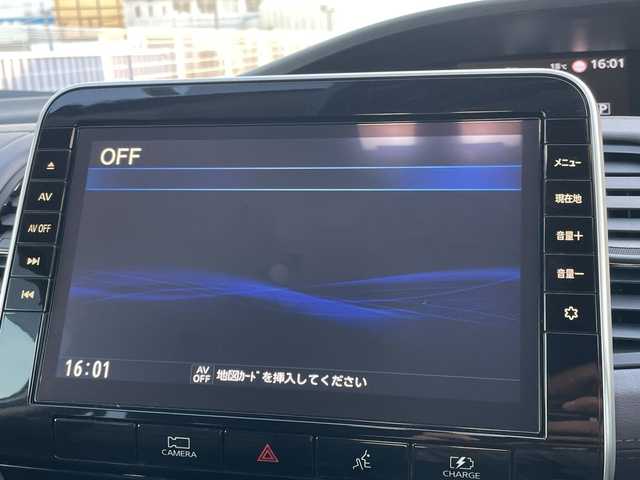 18℃ 16:01
P
OFF
AV
AV OFF
メニュー
現在地
音量＋
音量－
16:01
AV OFF 地図ｶｰﾄﾞを挿入してください
CAMERA
CHARGE